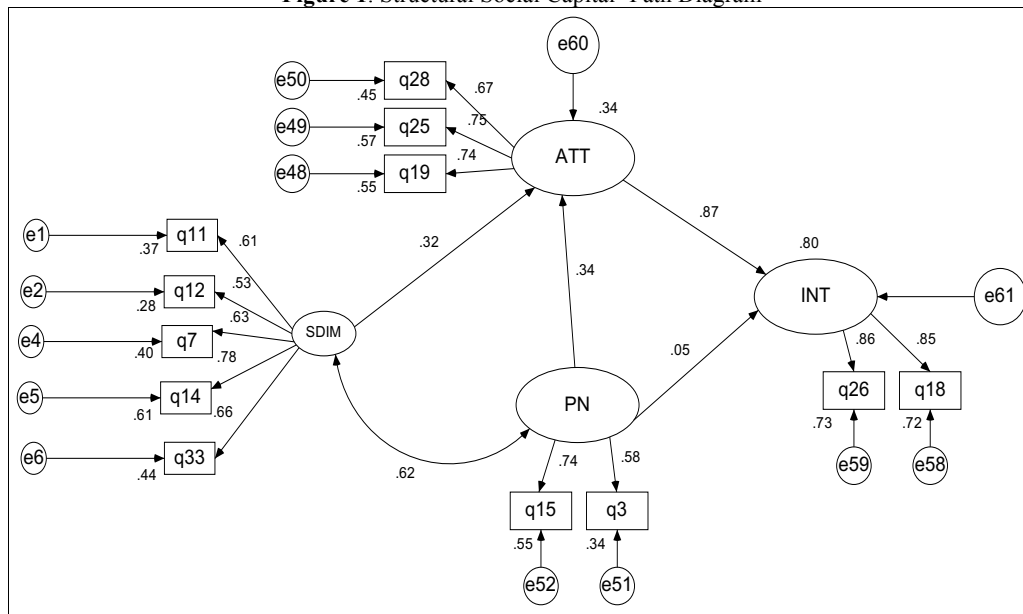 Figure 1. Structural Social Capital- Path Diagram
e60
e50
q28
.45
.67
.34
e49
q25
.57
.75
ATT
e48
q19
.55
.74
.87
e1
q11
.37
.61
.32
.80
e2
q12
.28
.53
.34
INT
e61
e4
q7
.40
.63
SDIM
e5
q14
.61
.78
.05
.86
.85
e6
q33
.44
.66
PN
q26
q18
.73
.72
.62
.74
.58
e59
e58
q15
q3
.55
.34
e52
e51